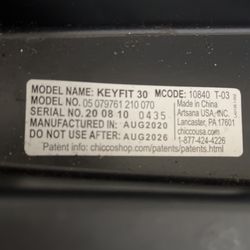 MODEL NAME: KEYFIT 30 MCODE: 10840 T-03
MODEL NO: 05 079761 210 070 Made in China
SERIAL NO. 20 08 10 0435 Artsana USA, INC.
MANUFACTURED IN AUG2020 Lancaster, PA 17601
DO NOT USE AFTER: AUG2026 chiccousa.com
1-877-424-4226
Patent info: chiccoshop.com/patents/patents.html